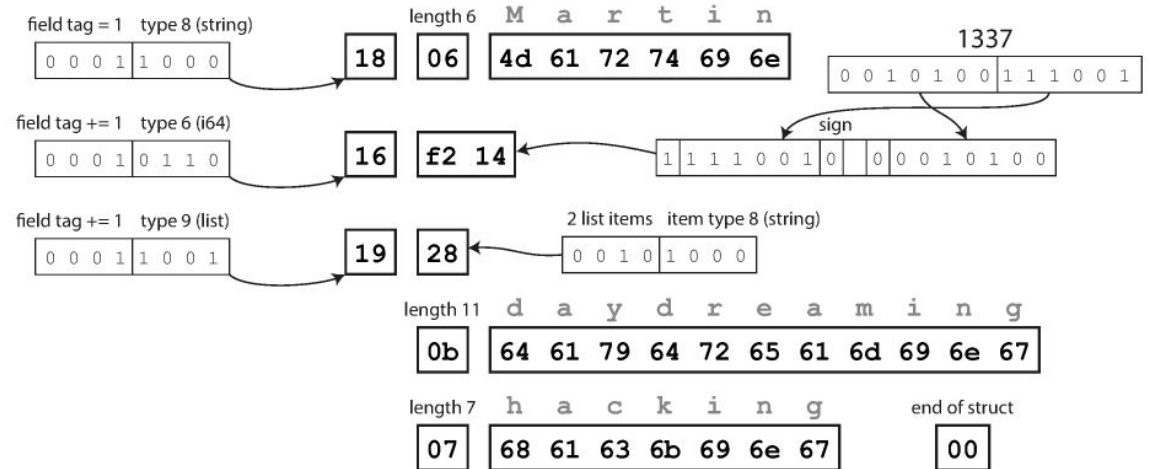 length 6 M a r t i n
field tag = 1 type 8 (string)
0 0 0 1 1 0 0 0
18 06 4d 61 72 74 69 6e
1337
0 0 1 0 1 0 0 1 1 1 0 0 1
field tag += 1 type 6 (i64)
0 0 0 1 0 1 1 0
16 f2 14
sign
1 1 1 1 0 0 1 0 0 0 0 1 0 1 0 0
field tag += 1 type 9 (list)
0 0 0 1 1 0 0 1
19 28
2 list items item type 8 (string)
0 0 1 0 1 0 0 0
length 11 d a y d r e a m i n g
0b 64 61 79 64 72 65 61 6d 69 6e 67
length 7 h a c k i n g
07 68 61 63 6b 69 6e 67
end of struct
00